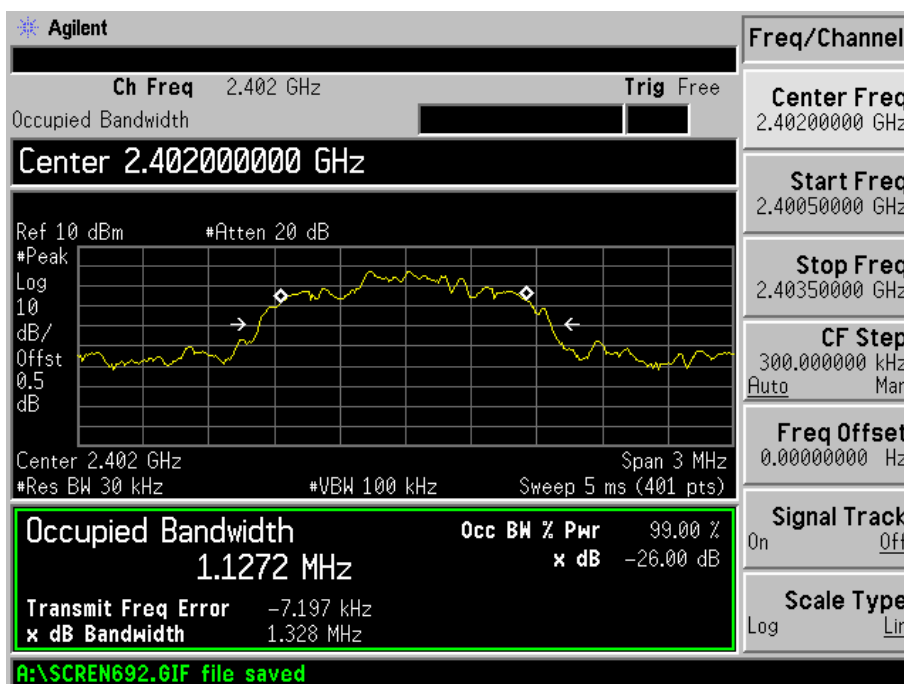 Agilent
Ch Freq 2.402 GHz Trig Free
Occupied Bandwidth
Center 2.402000000 GHz
Ref 10 dBm #Atten 20 dB
#Peak
Log
10
dB/
Offst
0.5
dB
Center 2.402 GHz Span 3 MHz
#Res BW 30 kHz #VBW 100 kHz Sweep 5 ms (401 pts)
Occupied Bandwidth Occ BW % Pwr 99.00 %
1.1272 MHz x dB -26.00 dB
Transmit Freq Error -7.197 kHz
x dB Bandwidth 1.328 MHz
A:\SCREN692.GIF file saved
Freq/Channel
Center Freq
2.40200000 GHz
Start Freq
2.40050000 GHz
Stop Freq
2.40350000 GHz
CF Step
300.000000 kHz
Auto Man
Freq Offset
0.00000000 Hz
Signal Track
On Off
Scale Type
Log Lin